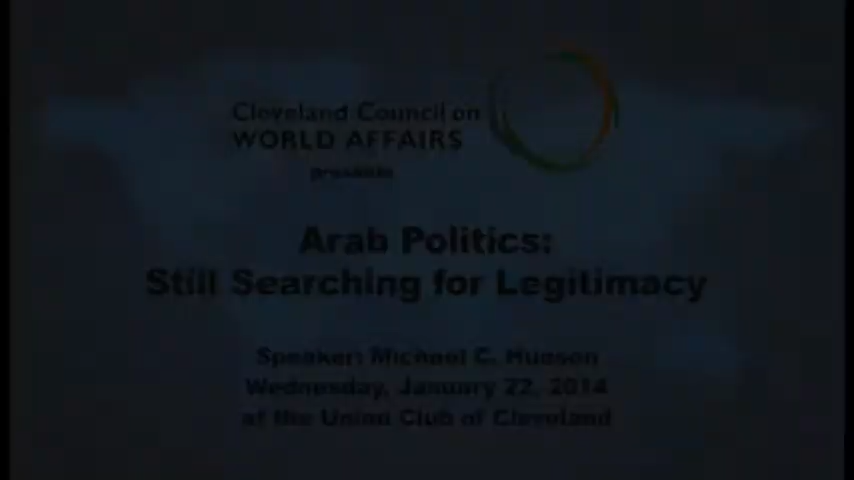 Cleveland Council on
WORLD AFFAIRS
presents
Arab Politics:
Still Searching for Legitimacy
Speaker: Michael C. Hudson
Wednesday, January 22, 2014
at the Union Club of Cleveland